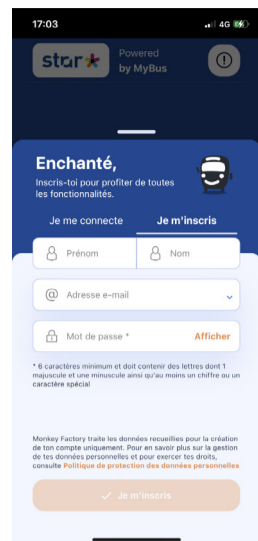 17:03
4G
star
Powered
by MyBus
Enchanté,
Inscris-toi pour profiter de toutes
les fonctionnalités.
Je me connecte
Je m'inscris
Prénom
Nom
@ Adresse e-mail
Mot de passe *
Afficher
* 6 caractères minimum et doit contenir des lettres dont 1
majuscule et une minuscule ainsi qu'au moins un chiffre ou un
caractère spécial
Monkey Factory traite les données recueillies pour la création
de ton compte uniquement. Pour en savoir plus sur la gestion
de tes données personnelles et pour exercer tes droits,
consulte Politique de protection des données personnelles
Je m'inscris